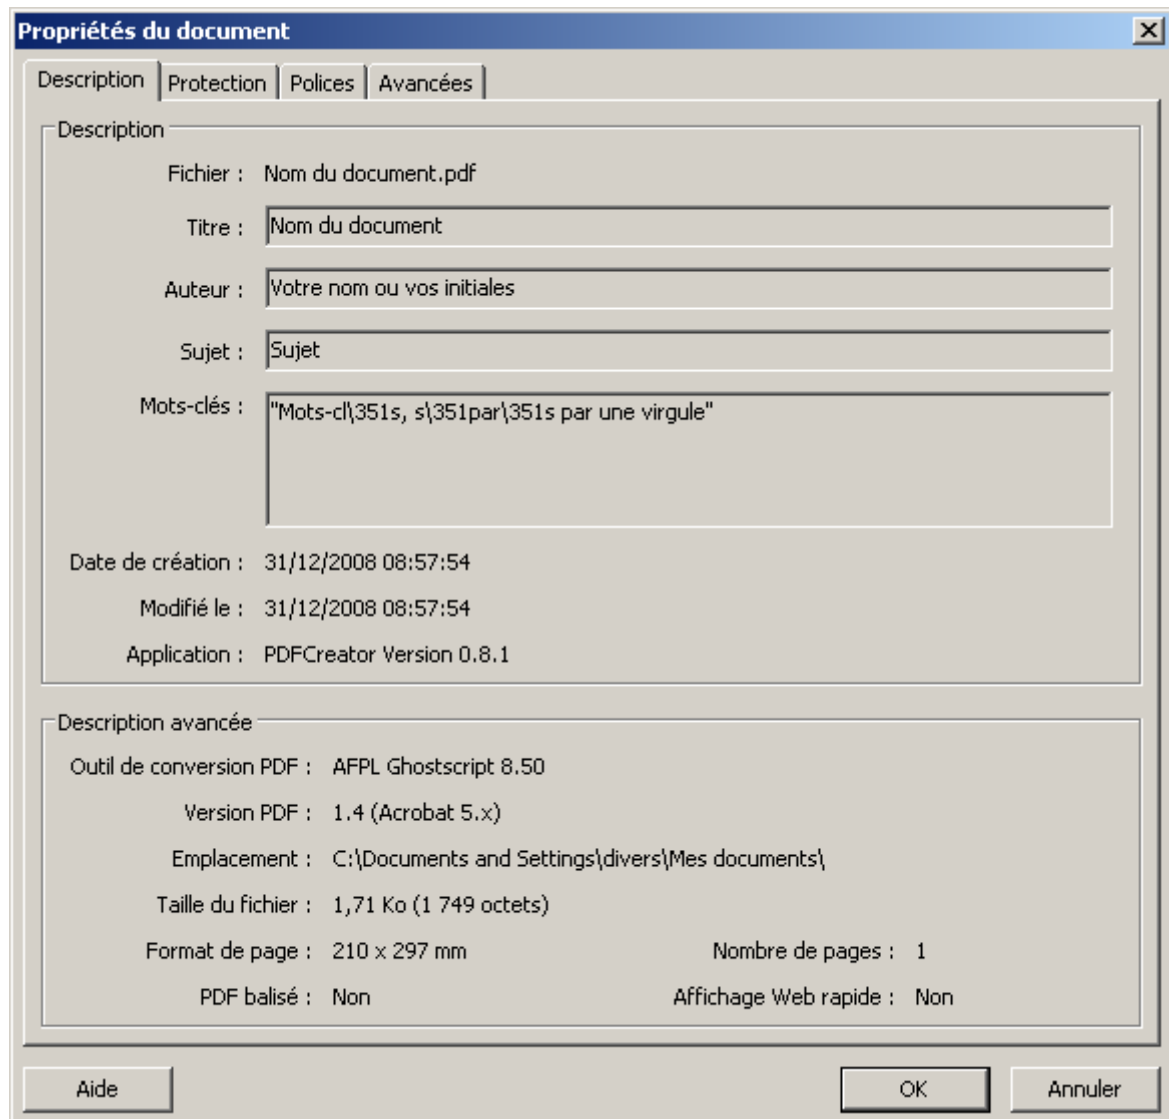 Propriétés du document
Description Protection Polices Avancées
Description
Fichier : Nom du document.pdf
Titre : Nom du document
Auteur : Votre nom ou vos initiales
Sujet : Sujet
Mots-clés : "Mots-cl\351s, s\351par\351s par une virgule"
Date de création : 31/12/2008 08:57:54
Modifié le : 31/12/2008 08:57:54
Application : PDFCreator Version 0.8.1
Description avancée
Outil de conversion PDF : AFPL Ghostscript 8.50
Version PDF : 1.4 (Acrobat 5.x)
Emplacement : C:\Documents and Settings\divers\Mes documents\
Taille du fichier : 1,71 Ko (1 749 octets)
Format de page : 210 x 297 mm Nombre de pages : 1
PDF balisé : Non Affichage Web rapide : Non
Aide OK Annuler